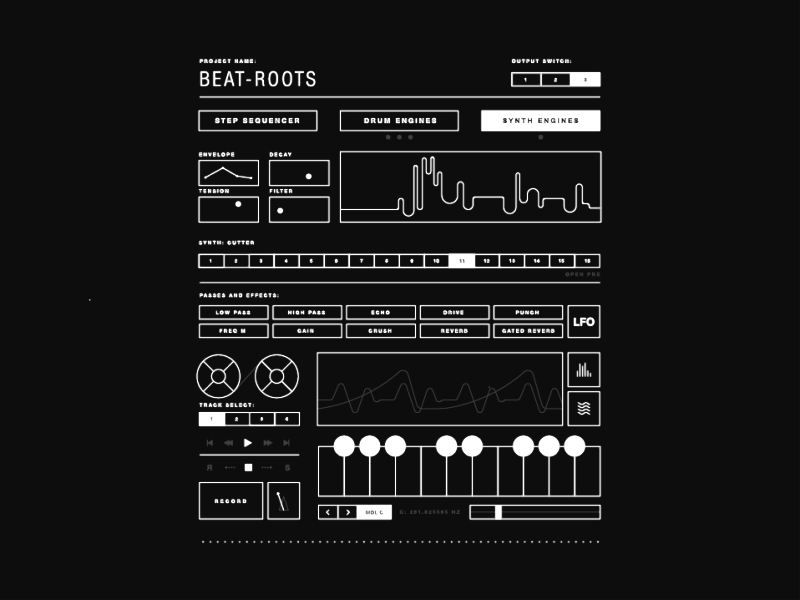 PROJECT NAME: OUTPUT SWITCH:
BEAT-ROOTS 1 2 3
STEP SEQUENCER DRUM ENGINES SYNTH ENGINES
ENVELOPE DECAY
TENSION FILTER
SYNTH: GUTTER
1 2 3 4 5 6 7 8 9 10 11 12 13 14 15 16
OPEN PRE
PASSES AND EFFECTS:
LOW PASS HIGH PASS ECHO DRIVE PUNCH LFO
FREQ M GAIN CRUSH REVERB GATED REVERB
TRACK SELECT:
1 2 3 4
R S
RECORD